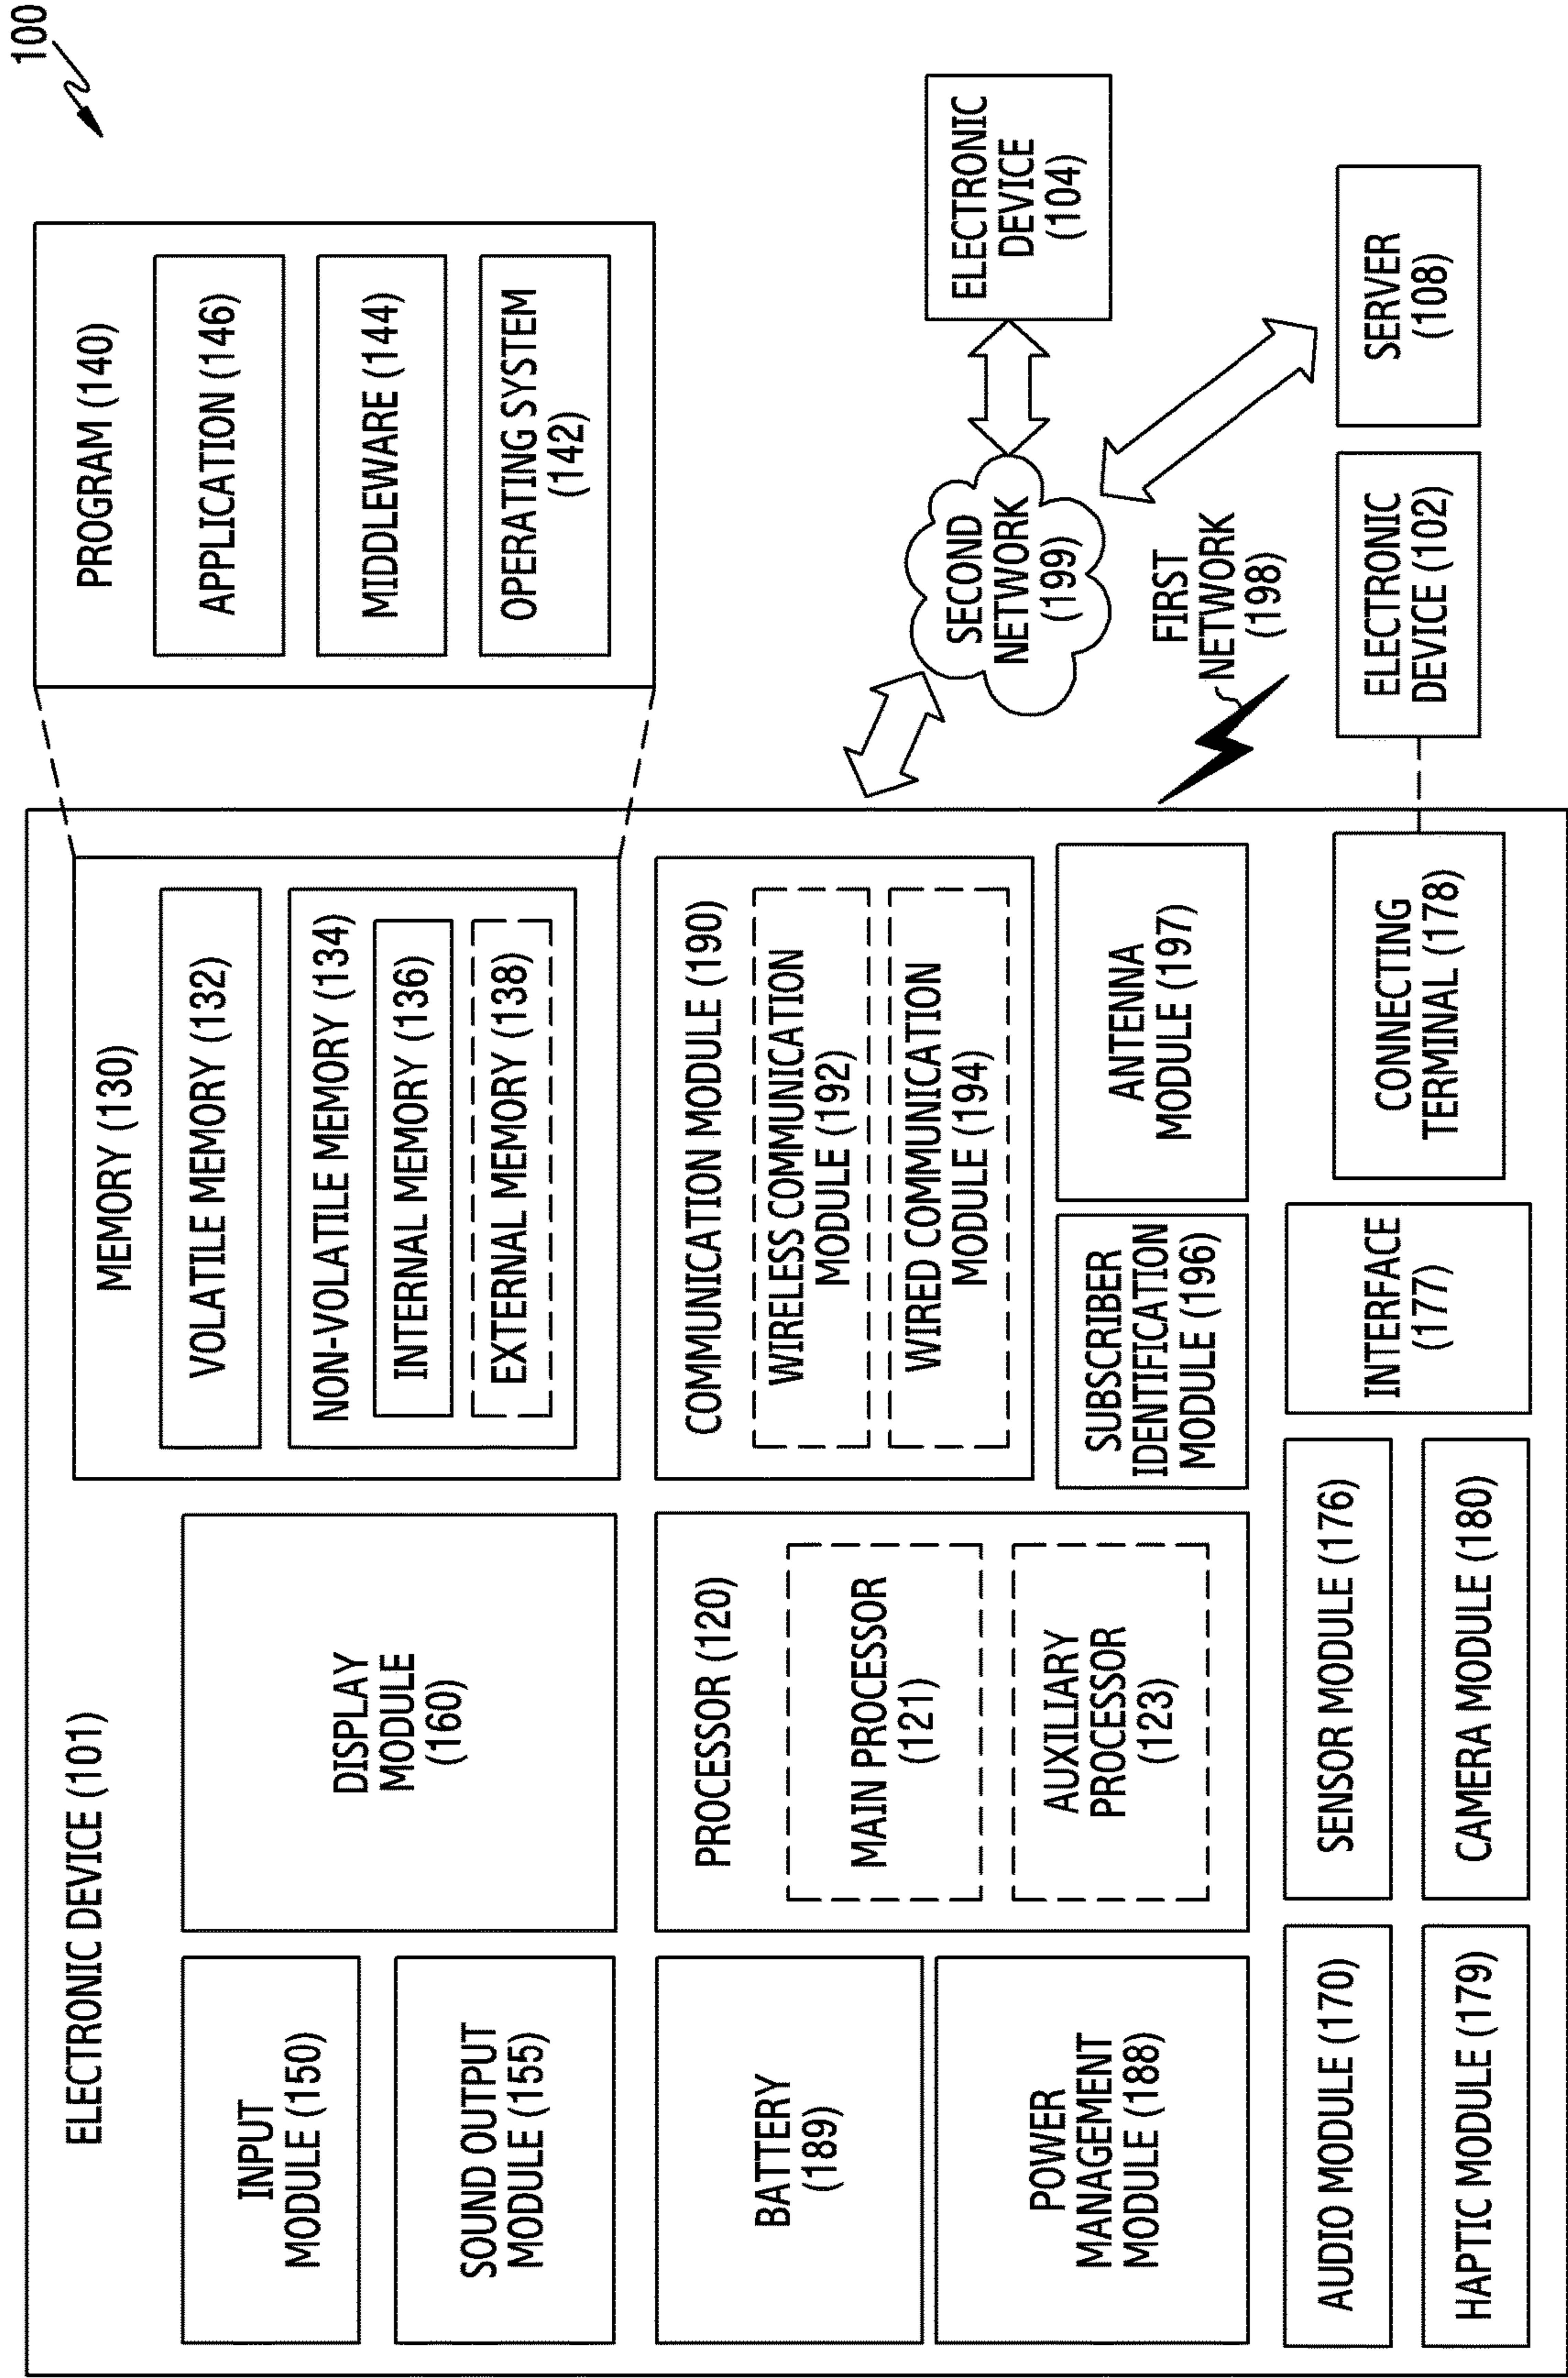 100
ELECTRONIC DEVICE (101)
INPUT
MODULE (150)
SOUND OUTPUT
MODULE (155)
DISPLAY
MODULE
(160)
MEMORY (130)
VOLATILE MEMORY (132)
NON-VOLATILE MEMORY (134)
INTERNAL MEMORY (136)
EXTERNAL MEMORY (138)
PROGRAM (140)
APPLICATION (146)
MIDDLEWARE (144)
OPERATING SYSTEM
(142)
BATTERY
(189)
POWER
MANAGEMENT
MODULE (188)
PROCESSOR (120)
MAIN PROCESSOR
(121)
AUXILIARY
PROCESSOR
(123)
COMMUNICATION MODULE (190)
WIRELESS COMMUNICATION
MODULE (192)
WIRED COMMUNICATION
MODULE (194)
SUBSCRIBER
IDENTIFICATION
MODULE (196)
ANTENNA
MODULE (197)
SECOND
NETWORK
(199)
ELECTRONIC
DEVICE
(104)
FIRST
NETWORK
(198)
AUDIO MODULE (170)
SENSOR MODULE (176)
HAPTIC MODULE (179)
CAMERA MODULE (180)
INTERFACE
(177)
CONNECTING
TERMINAL (178)
ELECTRONIC
DEVICE (102)
SERVER
(108)